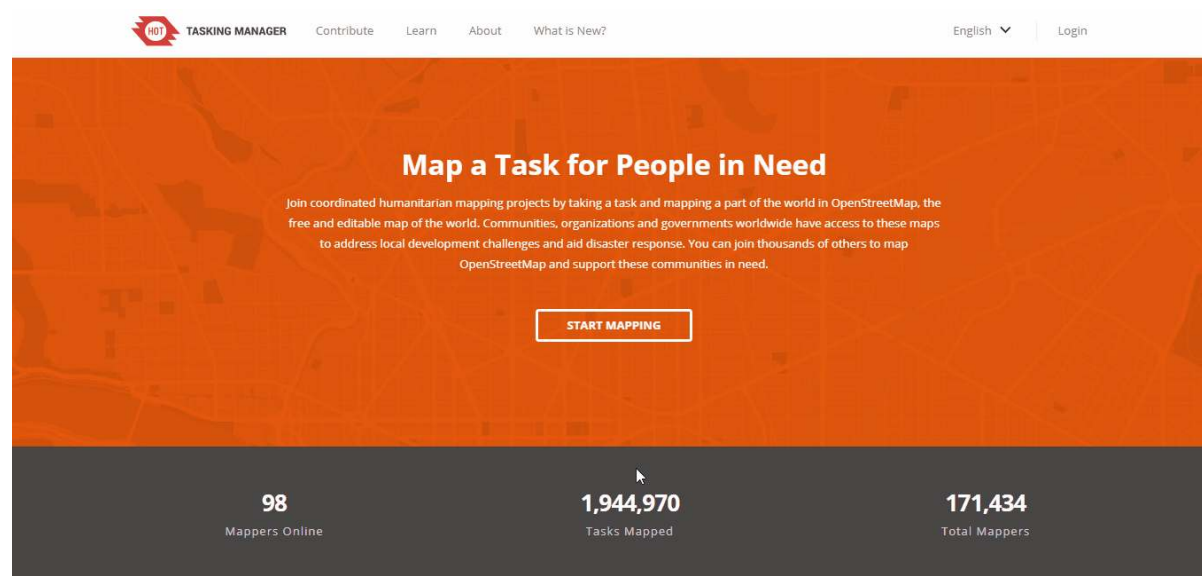 HOT TASKING MANAGER Contribute Learn About What is New? English Login
Map a Task for People in Need
Join coordinated humanitarian mapping projects by taking a task and mapping a part of the world in OpenStreetMap, the
free and editable map of the world. Communities, organizations and governments worldwide have access to these maps
to address local development challenges and aid disaster response. You can join thousands of others to map
OpenStreetMap and support these communities in need.
START MAPPING
98 1,944,970 171,434
Mappers Online Tasks Mapped Total Mappers